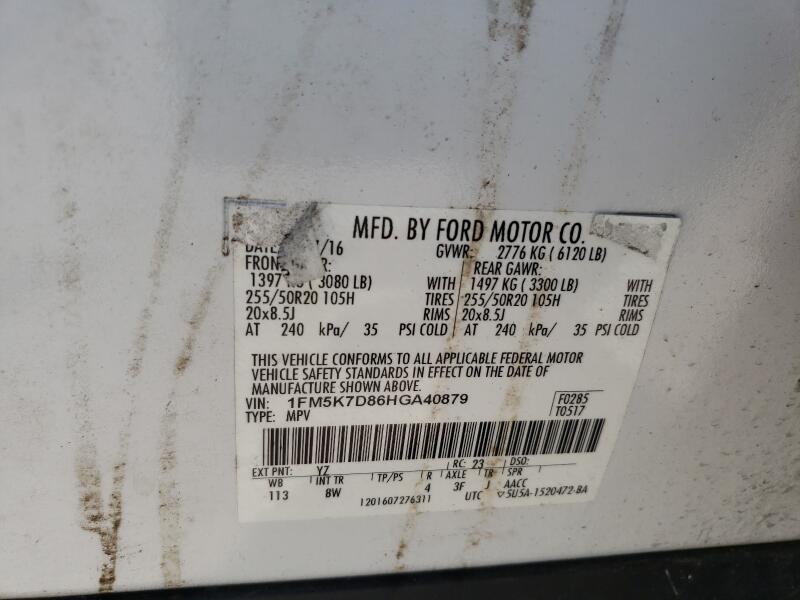 MFD. BY FORD MOTOR CO.
DATE: /16 GVWR: 2776 KG ( 6120 LB)
FRONT REAR GAWR:
1397 KG ( 3080 LB) WITH 1497 KG ( 3300 LB) WITH
255/50R20 105H TIRES 255/50R20 105H TIRES
20x8.5J RIMS 20x8.5J RIMS
AT 240 kPa/ 35 PSI COLD AT 240 kPa/ 35 PSI COLD
THIS VEHICLE CONFORMS TO ALL APPLICABLE FEDERAL MOTOR
VEHICLE SAFETY STANDARDS IN EFFECT ON THE DATE OF
MANUFACTURE SHOWN ABOVE.
VIN: 1FM5K7D86HGA40879 F0285
TYPE: MPV T0517
EXT PNT: YZ RC: 23 DSO:
WB INT TR TP/PS R AXLE TR SPR
113 8W 4 3F J AACC
1201607276311 UTC ▽5U5A-1520472-BA